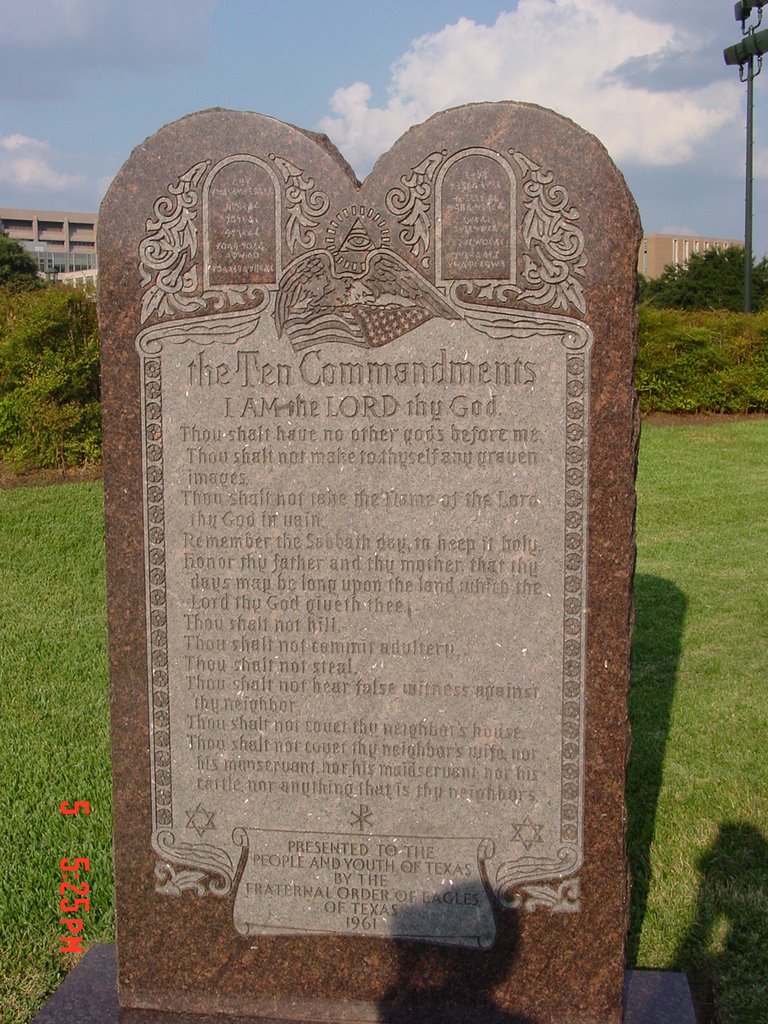 the Ten Commandments
I AM the LORD thy God.
Thou shalt have no other gods before me.
Thou shalt not make to thyself any graven
images.
Thou shalt not take the Name of the Lord
thy God in vain.
Remember the Sabbath day, to keep it holy.
Honor thy father and thy mother, that thy
days may be long upon the land which the
Lord thy God giveth thee.
Thou shalt not kill.
Thou shalt not commit adultery.
Thou shalt not steal.
Thou shalt not bear false witness against
thy neighbor.
Thou shalt not covet thy neighbor's house.
Thou shalt not covet thy neighbor's wife, nor
his manservant, nor his maidservant, nor his
cattle, nor anything that is thy neighbor's.
PRESENTED TO THE
PEOPLE AND YOUTH OF TEXAS
BY THE
FRATERNAL ORDER OF EAGLES
OF TEXAS
1961
5 5:25PM